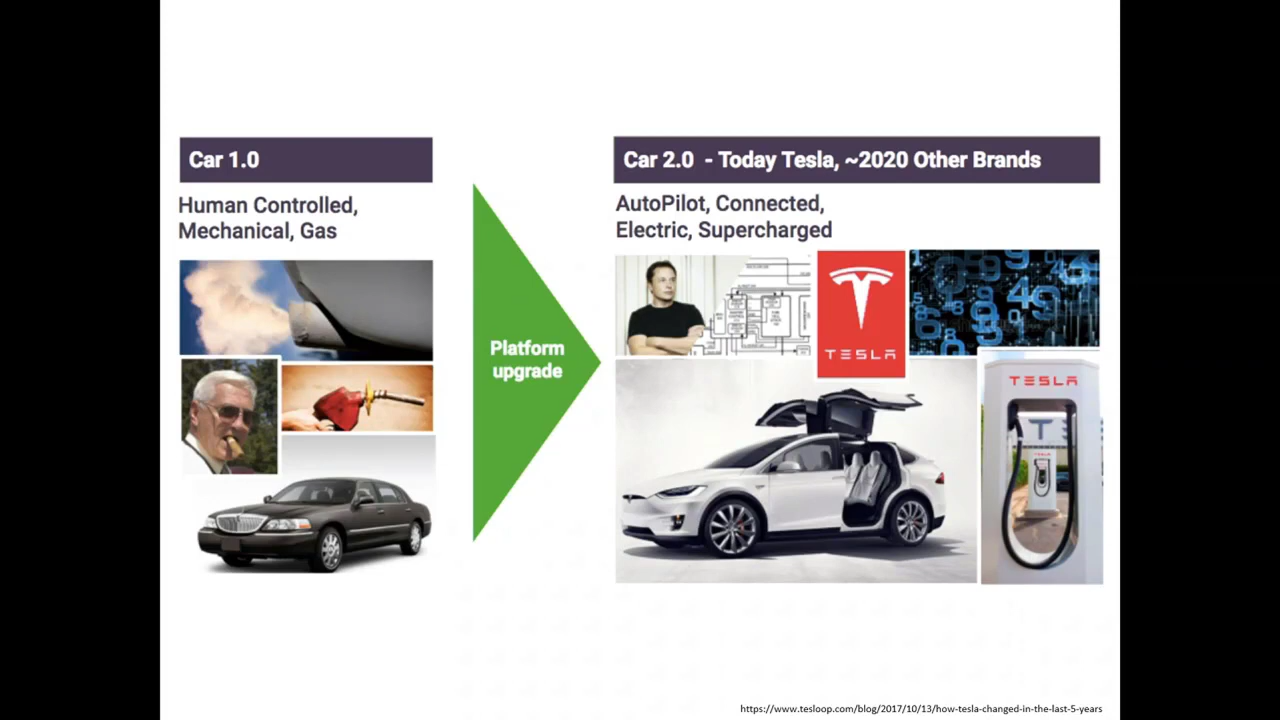 Car 1.0
Human Controlled,
Mechanical, Gas
Platform
upgrade
Car 2.0 - Today Tesla, ~2020 Other Brands
AutoPilot, Connected,
Electric, Supercharged
TESLA
TESLA
https://www.tesloop.com/blog/2017/10/13/how-tesla-changed-in-the-last-5-years